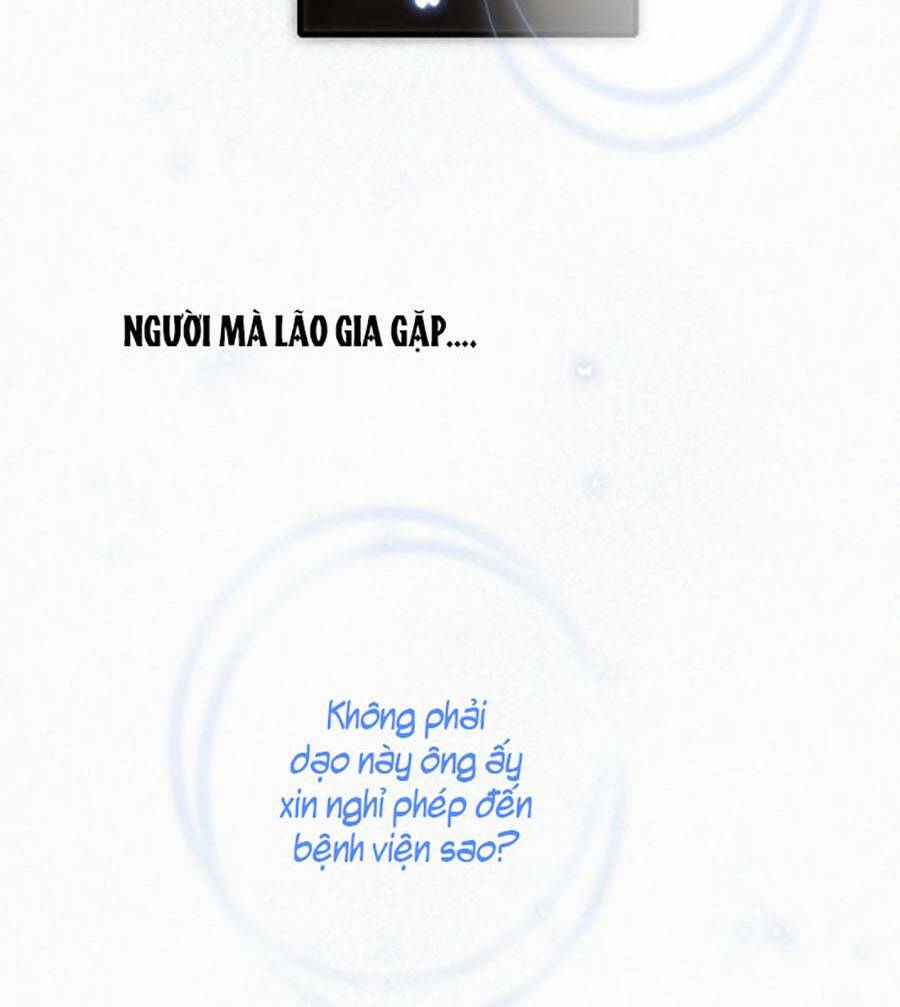 NGƯỜI MÀ LÃO GIA GẶP....
Không phải
dạo này ông ấy
xin nghỉ phép đến
bệnh viện sao?